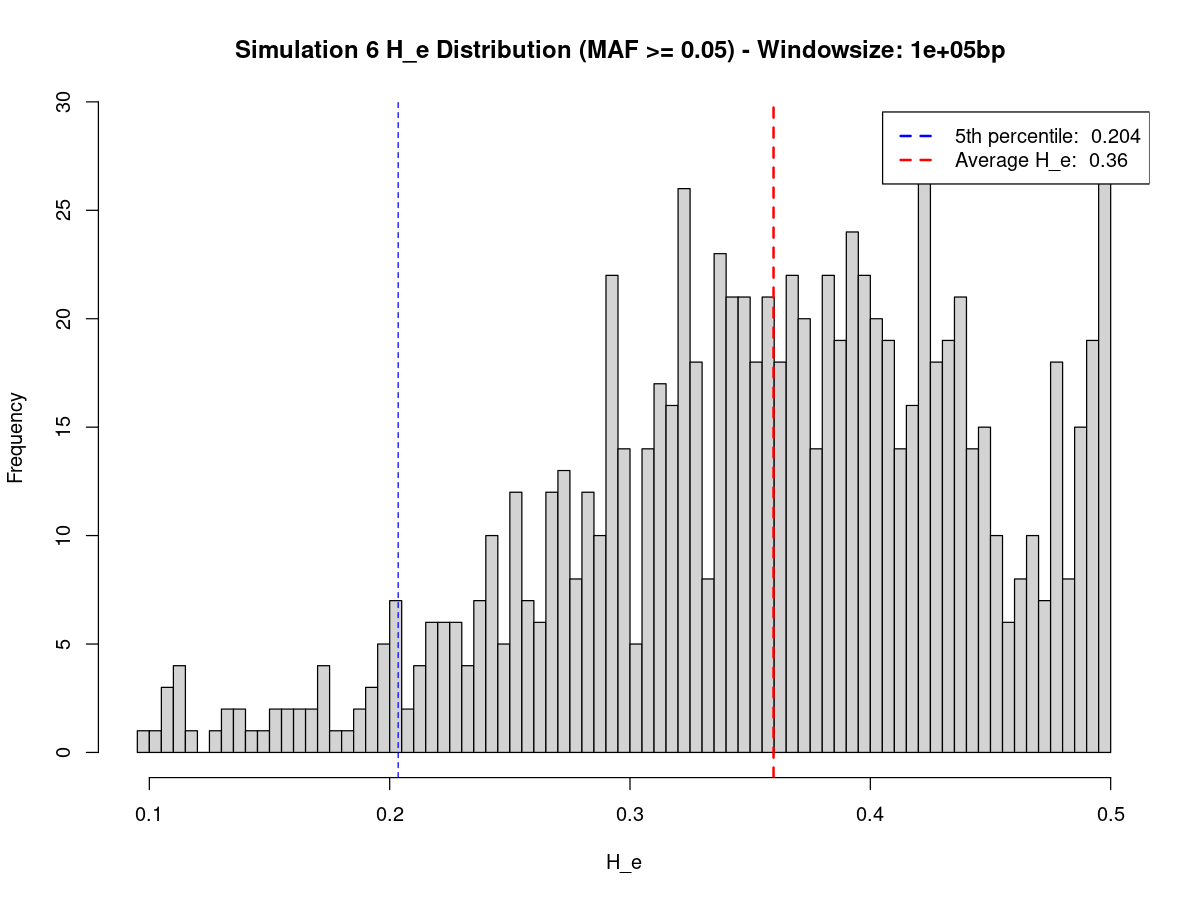 Simulation 6 H_e Distribution (MAF >= 0.05) - Windowsize: 1e+05bp
5th percentile: 0.204
Average H_e: 0.36
Frequency
30
25
20
15
10
5
0
0.1 0.2 0.3 0.4 0.5
H_e